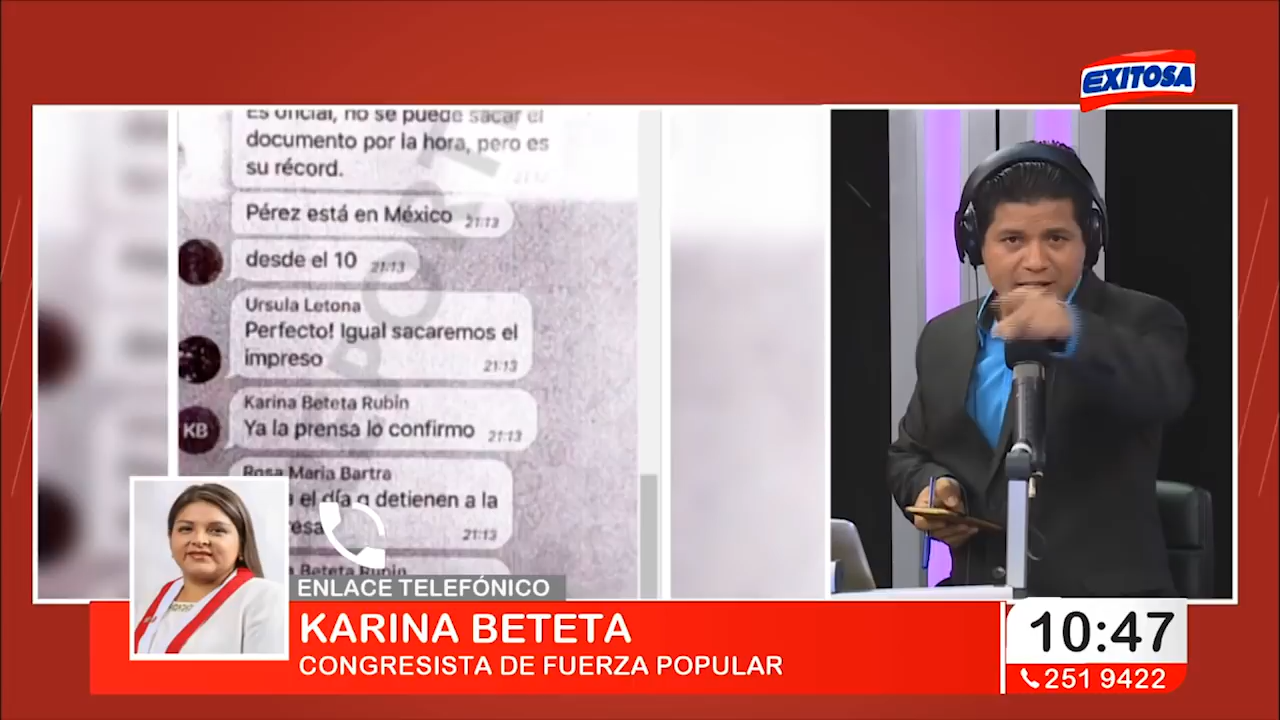 EXITOSA
Es oficial, no se puede sacar el
documento por la hora, pero es
su récord.
Pérez está en México 21:13
desde el 10 21:13
Ursula Letona
Perfecto! Igual sacaremos el
impreso
21:13
Karina Beteta Rubin
KB
Ya la prensa lo confirmo 21:13
Rosa Maria Bartra
el día q detienen a la
21:13
Beteta Rubin
ENLACE TELEFÓNICO
KARINA BETETA
CONGRESISTA DE FUERZA POPULAR
10:47
251 9422